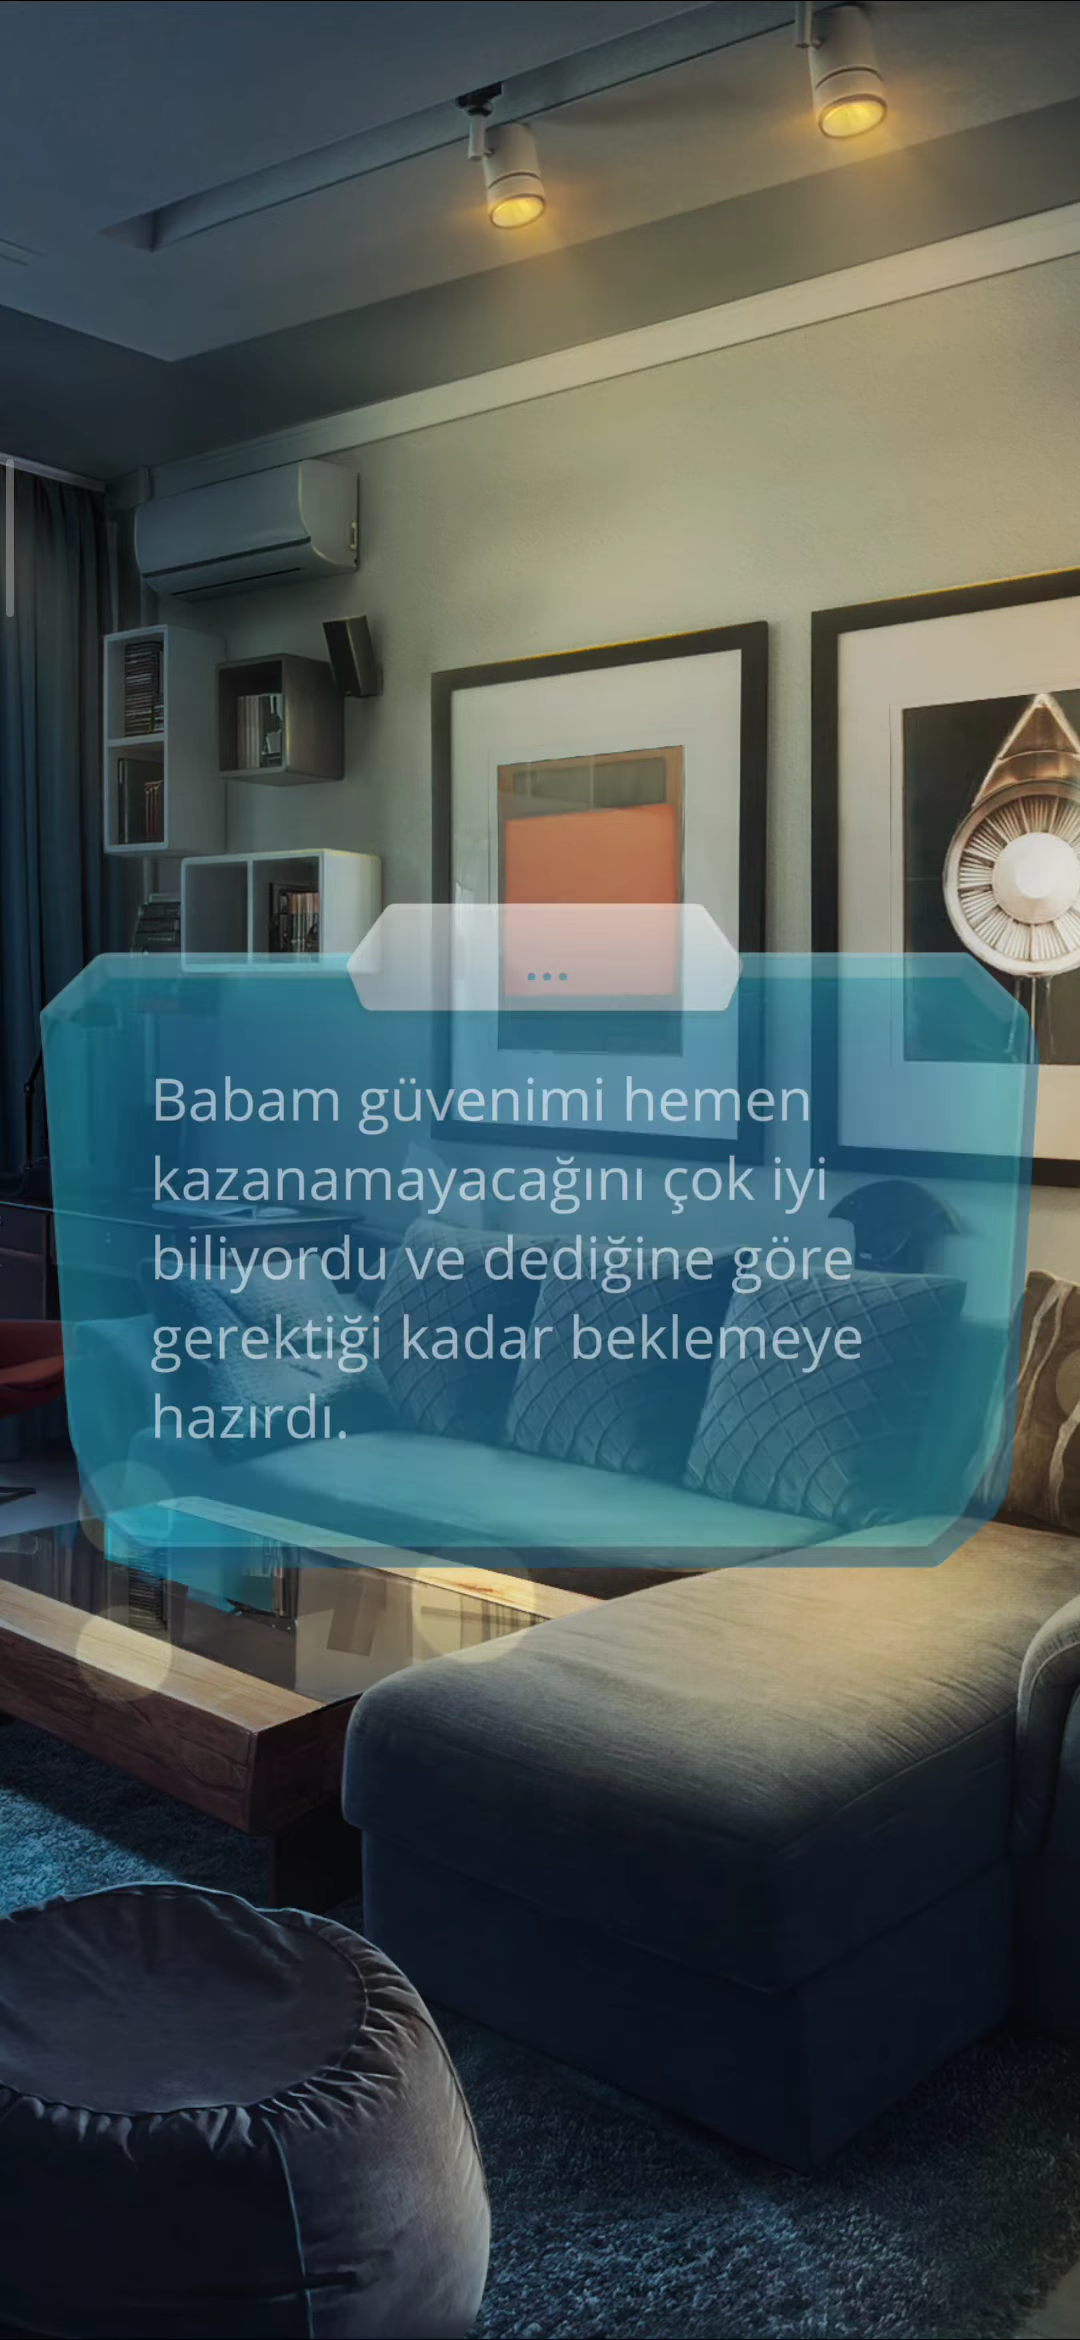 ...
Babam güvenimi hemen
kazanamayacağını çok iyi
biliyordu ve dediğine göre
gerektiği kadar beklemeye
hazırdı.